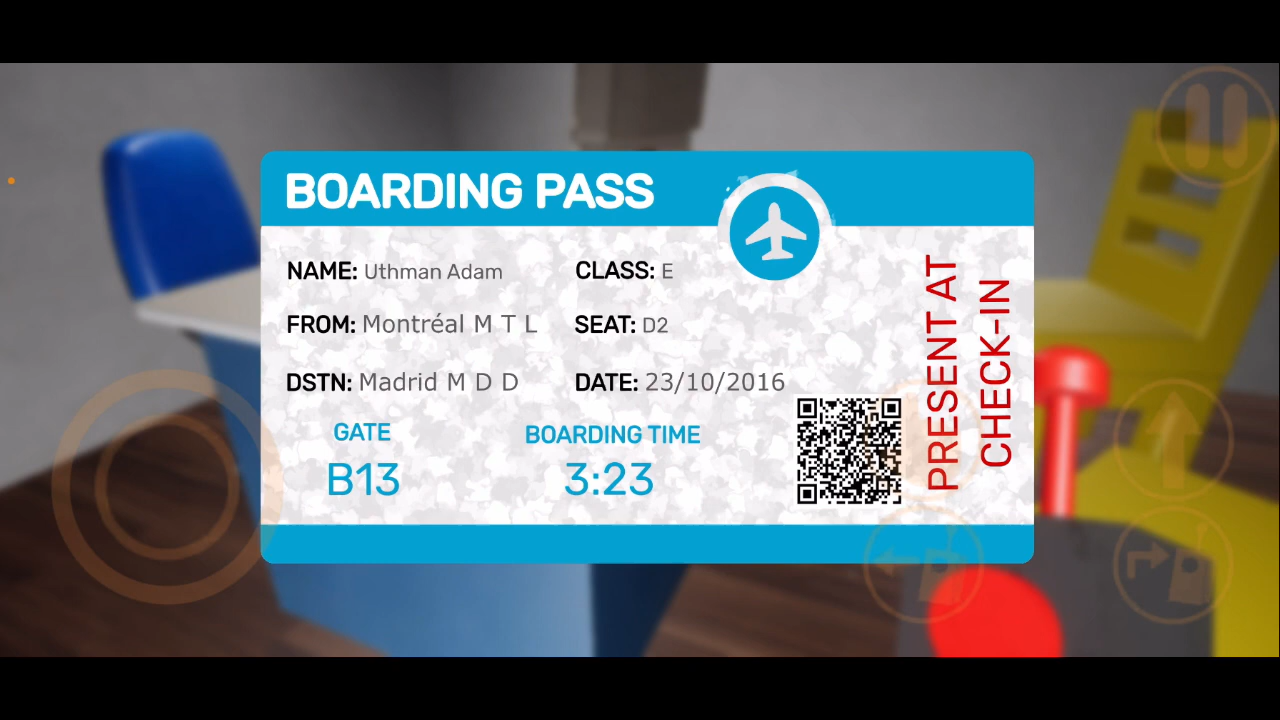 BOARDING PASS
NAME: Uthman Adam
CLASS: E
FROM: Montréal M T L
SEAT: D2
DSTN: Madrid M D D
DATE: 23/10/2016
GATE
BOARDING TIME
B13
3:23
PRESENT AT
CHECK-IN